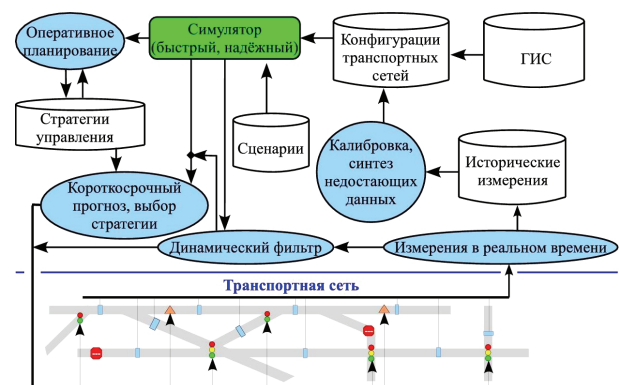 Оперативное
планирование
Симулятор
(быстрый, надёжный)
Конфигурации
транспортных
сетей
ГИС
Стратегии
управления
Сценарии
Калибровка,
синтез
недостающих
данных
Исторические
измерения
Короткосрочный
прогноз, выбор
стратегии
Динамический фильтр
Измерения в реальном времени
Транспортная сеть